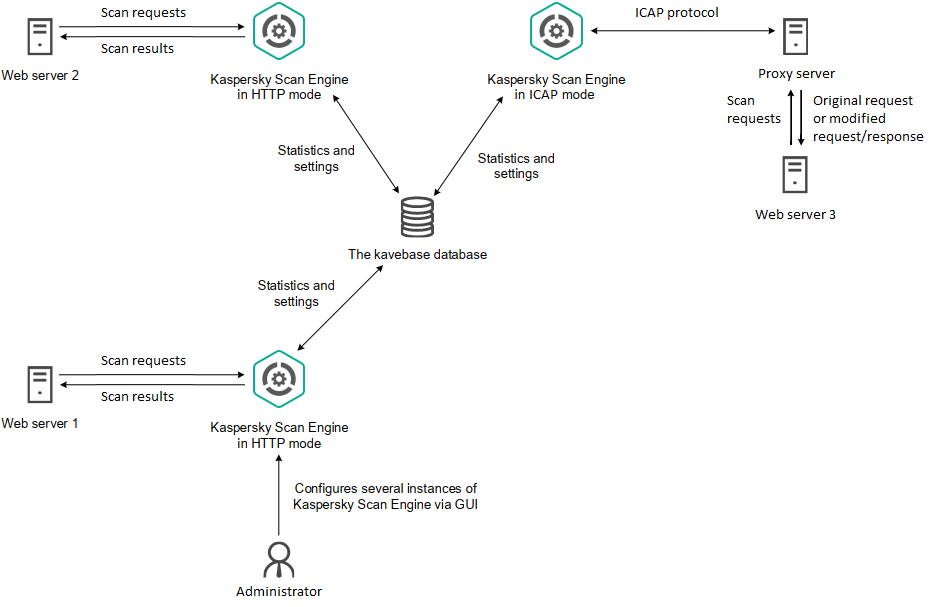 Scan requests
Scan results
Web server 2
Kaspersky Scan Engine
in HTTP mode
Kaspersky Scan Engine
in ICAP mode
ICAP protocol
Proxy server
Scan
requests
Original request
or modified
request/response
Web server 3
Statistics and
settings
Statistics and
settings
The kavebase database
Statistics and
settings
Scan requests
Scan results
Web server 1
Kaspersky Scan Engine
in HTTP mode
Configures several instances of
Kaspersky Scan Engine via GUI
Administrator